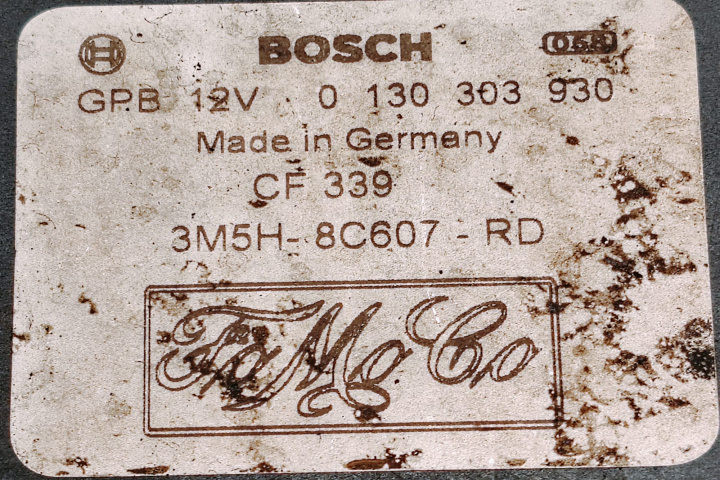 BOSCH
GPB 12V 0 130 303 930
Made in Germany
CF 339
3M5H- 8C607 - RD
FoMoCo